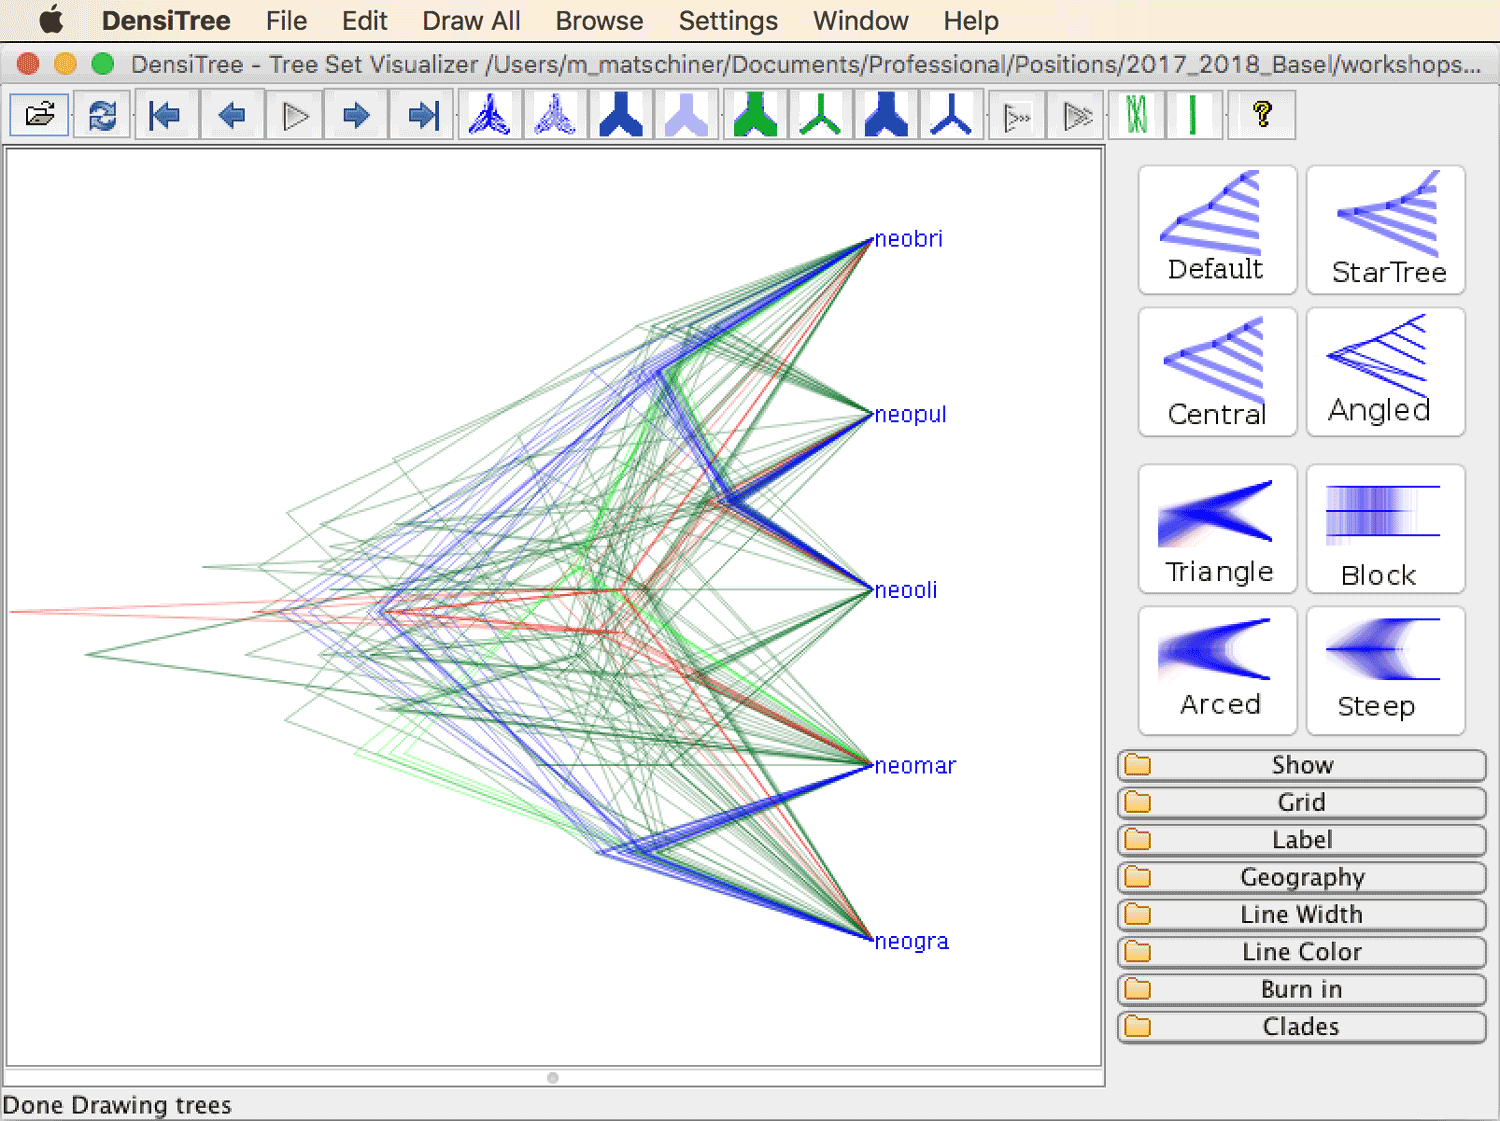 DensiTree File Edit Draw All Browse Settings Window Help
DensiTree - Tree Set Visualizer /Users/m_matschiner/Documents/Professional/Positions/2017_2018_Basel/workshops...
?
neobri
neopul
neooli
neomar
neogra
Default StarTree
Central Angled
Triangle Block
Arced Steep
Show
Grid
Label
Geography
Line Width
Line Color
Burn in
Clades
Done Drawing trees